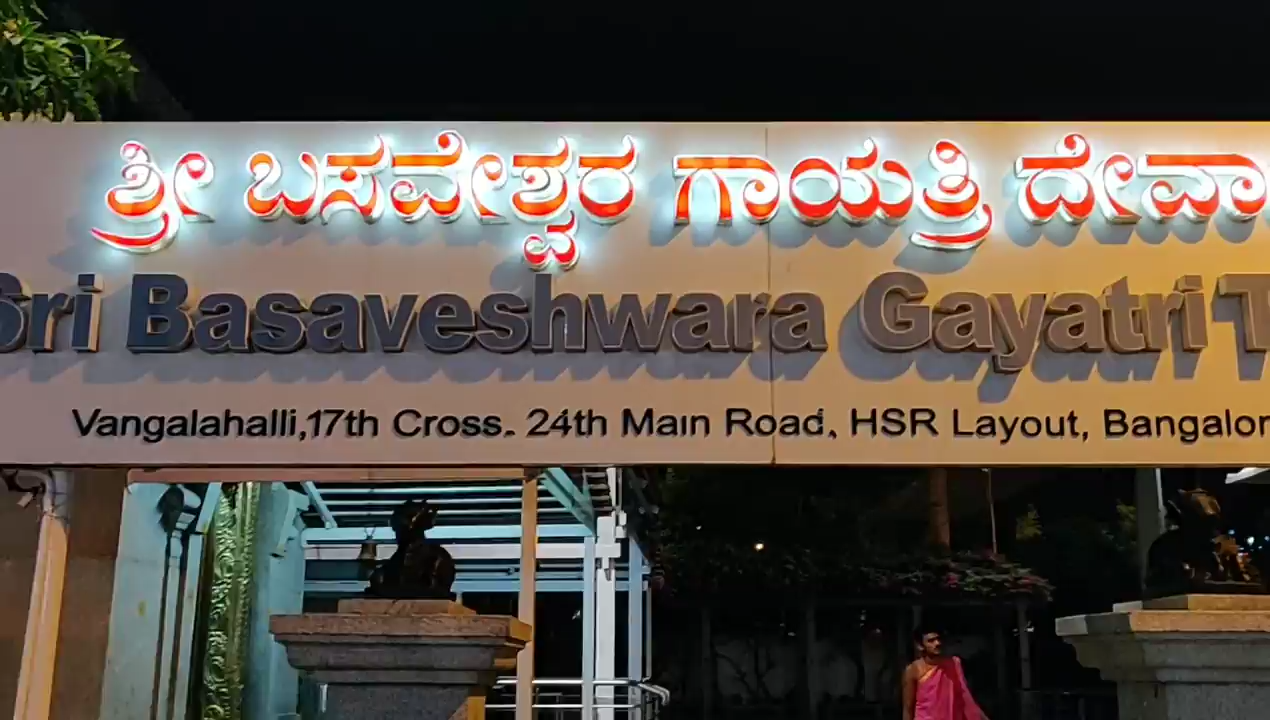 ಶ್ರೀ ಬಸವೇಶ್ವರ ಗಾಯತ್ರಿ ದೇವಾ
Sri Basaveshwara Gayatri T
Vangalahalli,17th Cross. 24th Main Road, HSR Layout, Bangalor